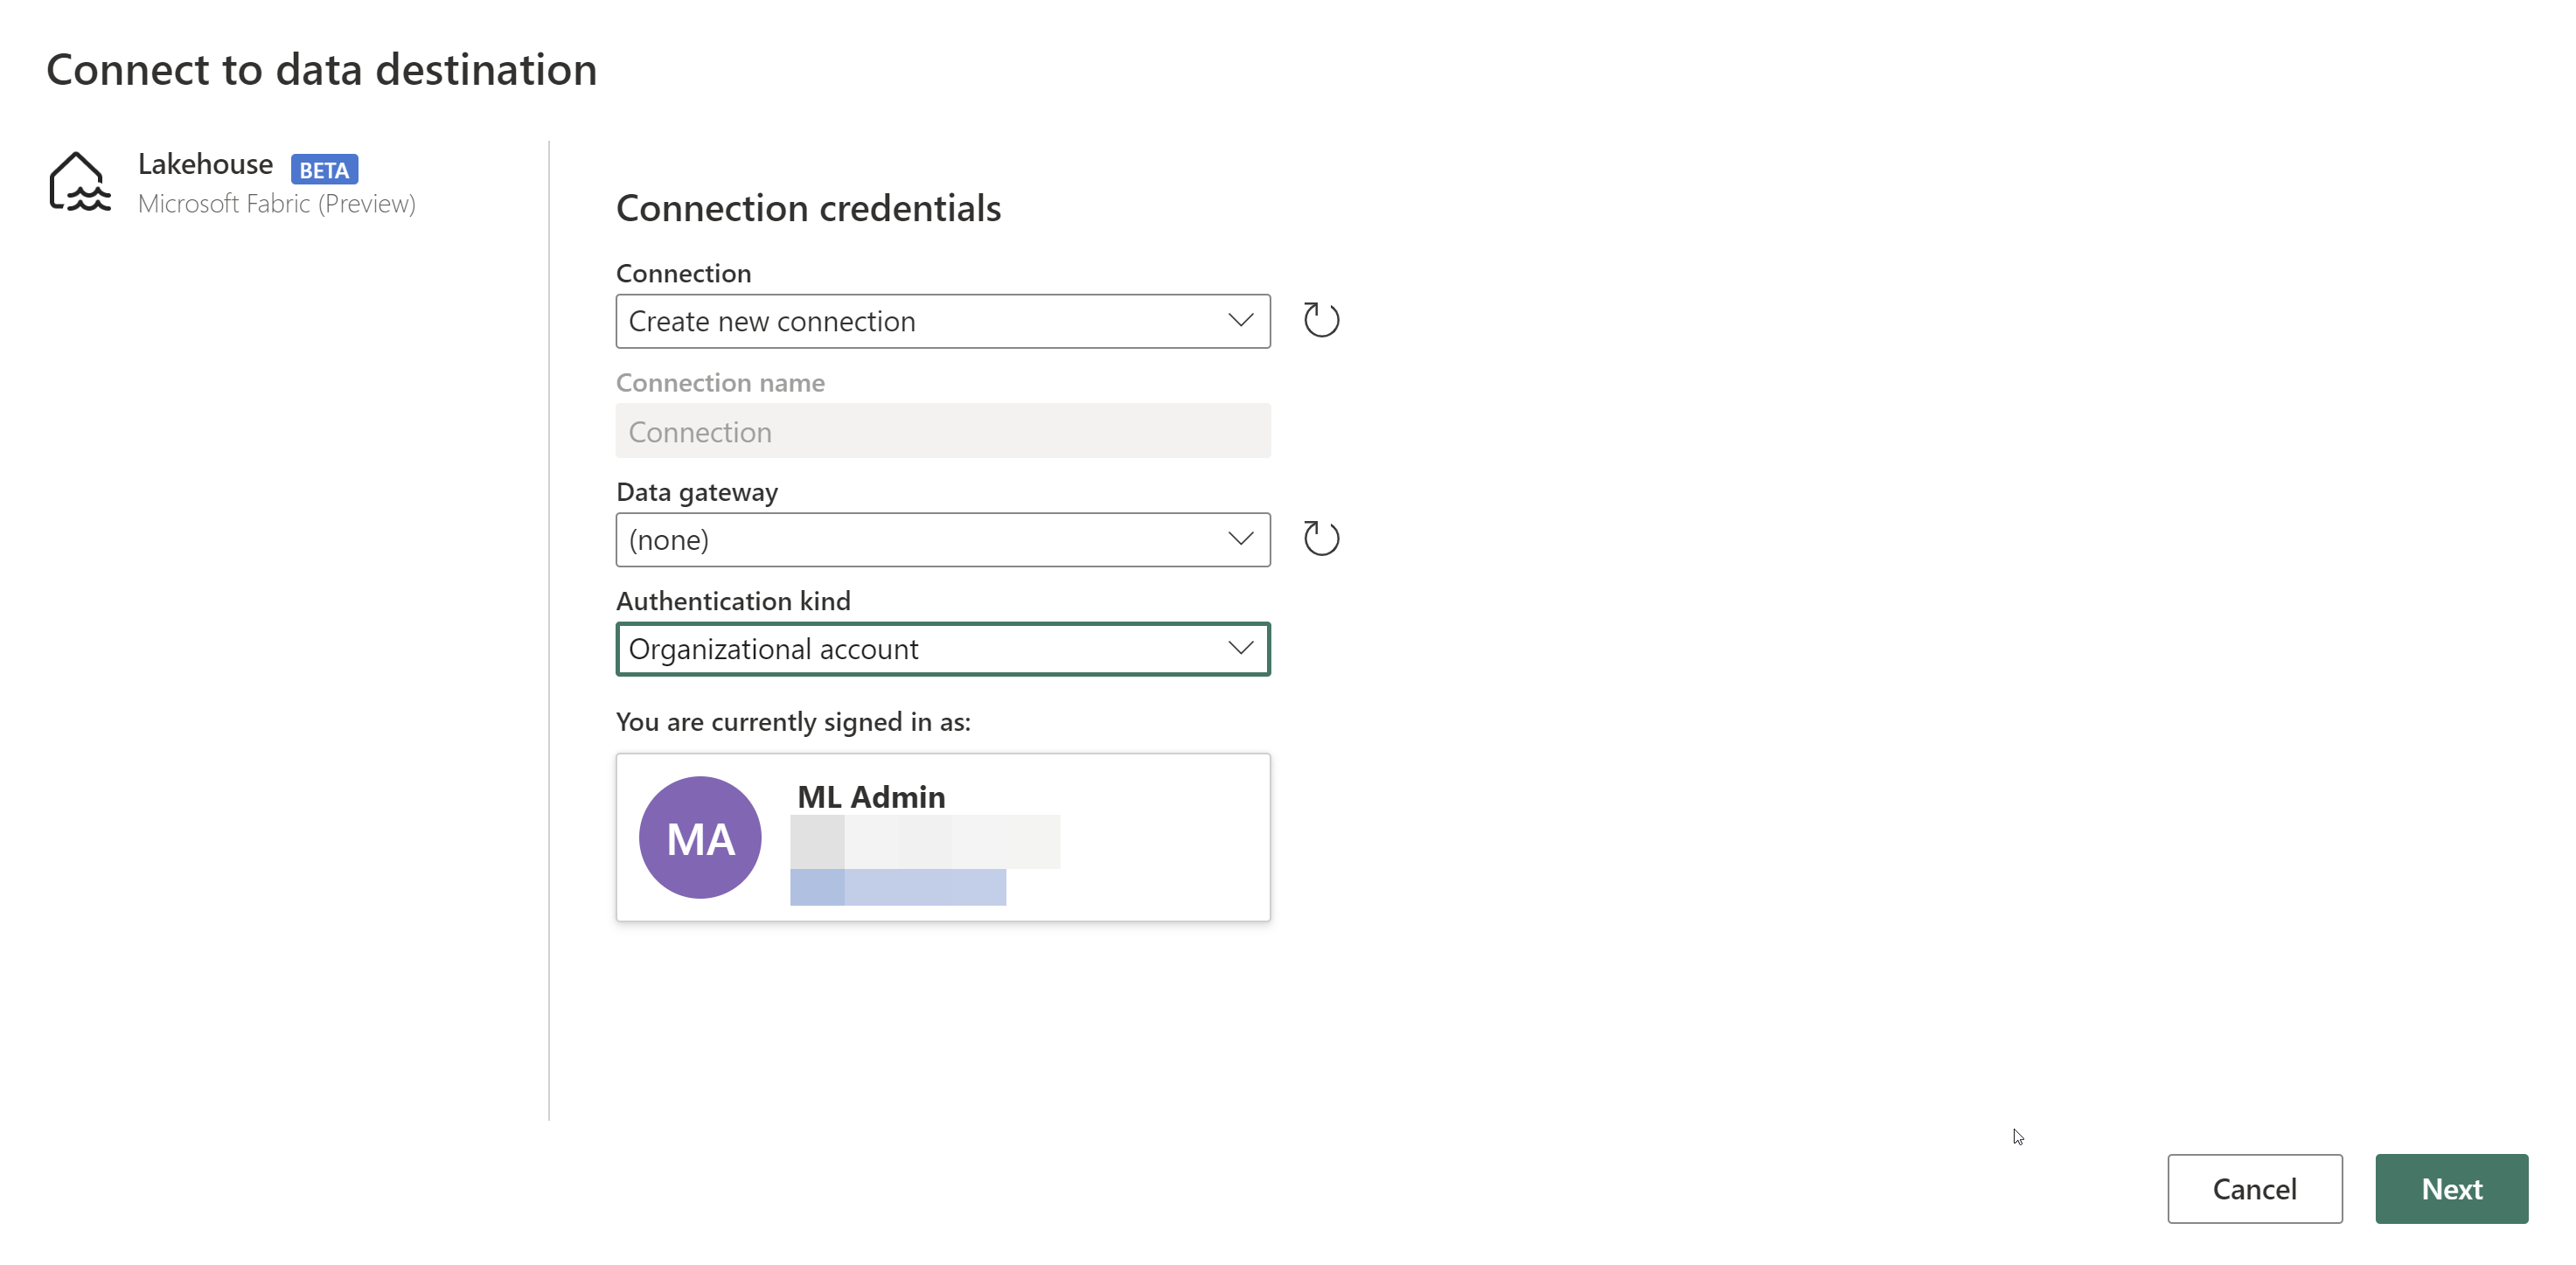 Connect to data destination
Lakehouse BETA
Microsoft Fabric (Preview)
Connection credentials
Connection
Create new connection
Connection name
Connection
Data gateway
(none)
Authentication kind
Organizational account
You are currently signed in as:
MA
ML Admin
Cancel
Next